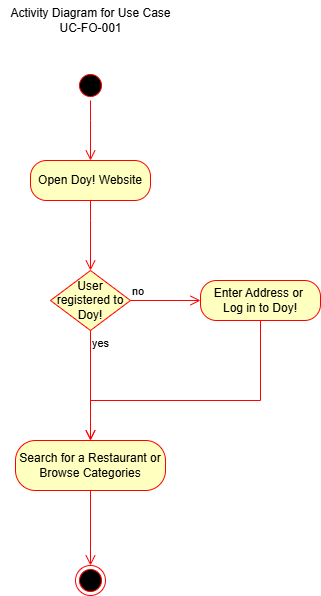 Activity Diagram for Use Case
UC-FO-001
Open Doy! Website
User
registered to
Doy!
no
Enter Address or
Log in to Doy!
yes
Search for a Restaurant or
Browse Categories